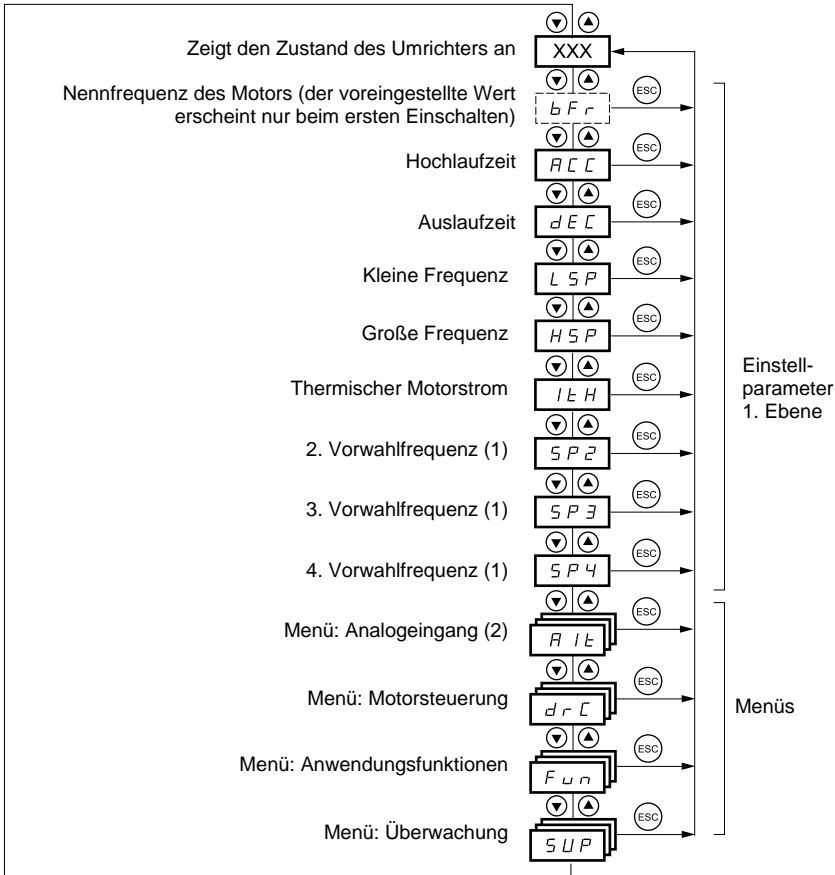 Zeigt den Zustand des Umrichters an
XXX
Nennfrequenz des Motors (der voreingestellte Wert
erscheint nur beim ersten Einschalten)
bFr
ESC
Hochlaufzeit
ACC
ESC
Auslaufzeit
dEC
ESC
Kleine Frequenz
LSP
ESC
Große Frequenz
HSP
ESC
Thermischer Motorstrom
ItH
ESC
2. Vorwahlfrequenz (1)
SP2
ESC
3. Vorwahlfrequenz (1)
SP3
ESC
4. Vorwahlfrequenz (1)
SP4
ESC
Einstell-
parameter
1. Ebene
Menü: Analogeingang (2)
AIt
ESC
Menü: Motorsteuerung
drC
ESC
Menü: Anwendungsfunktionen
Fun
ESC
Menü: Überwachung
SUP
ESC
Menüs